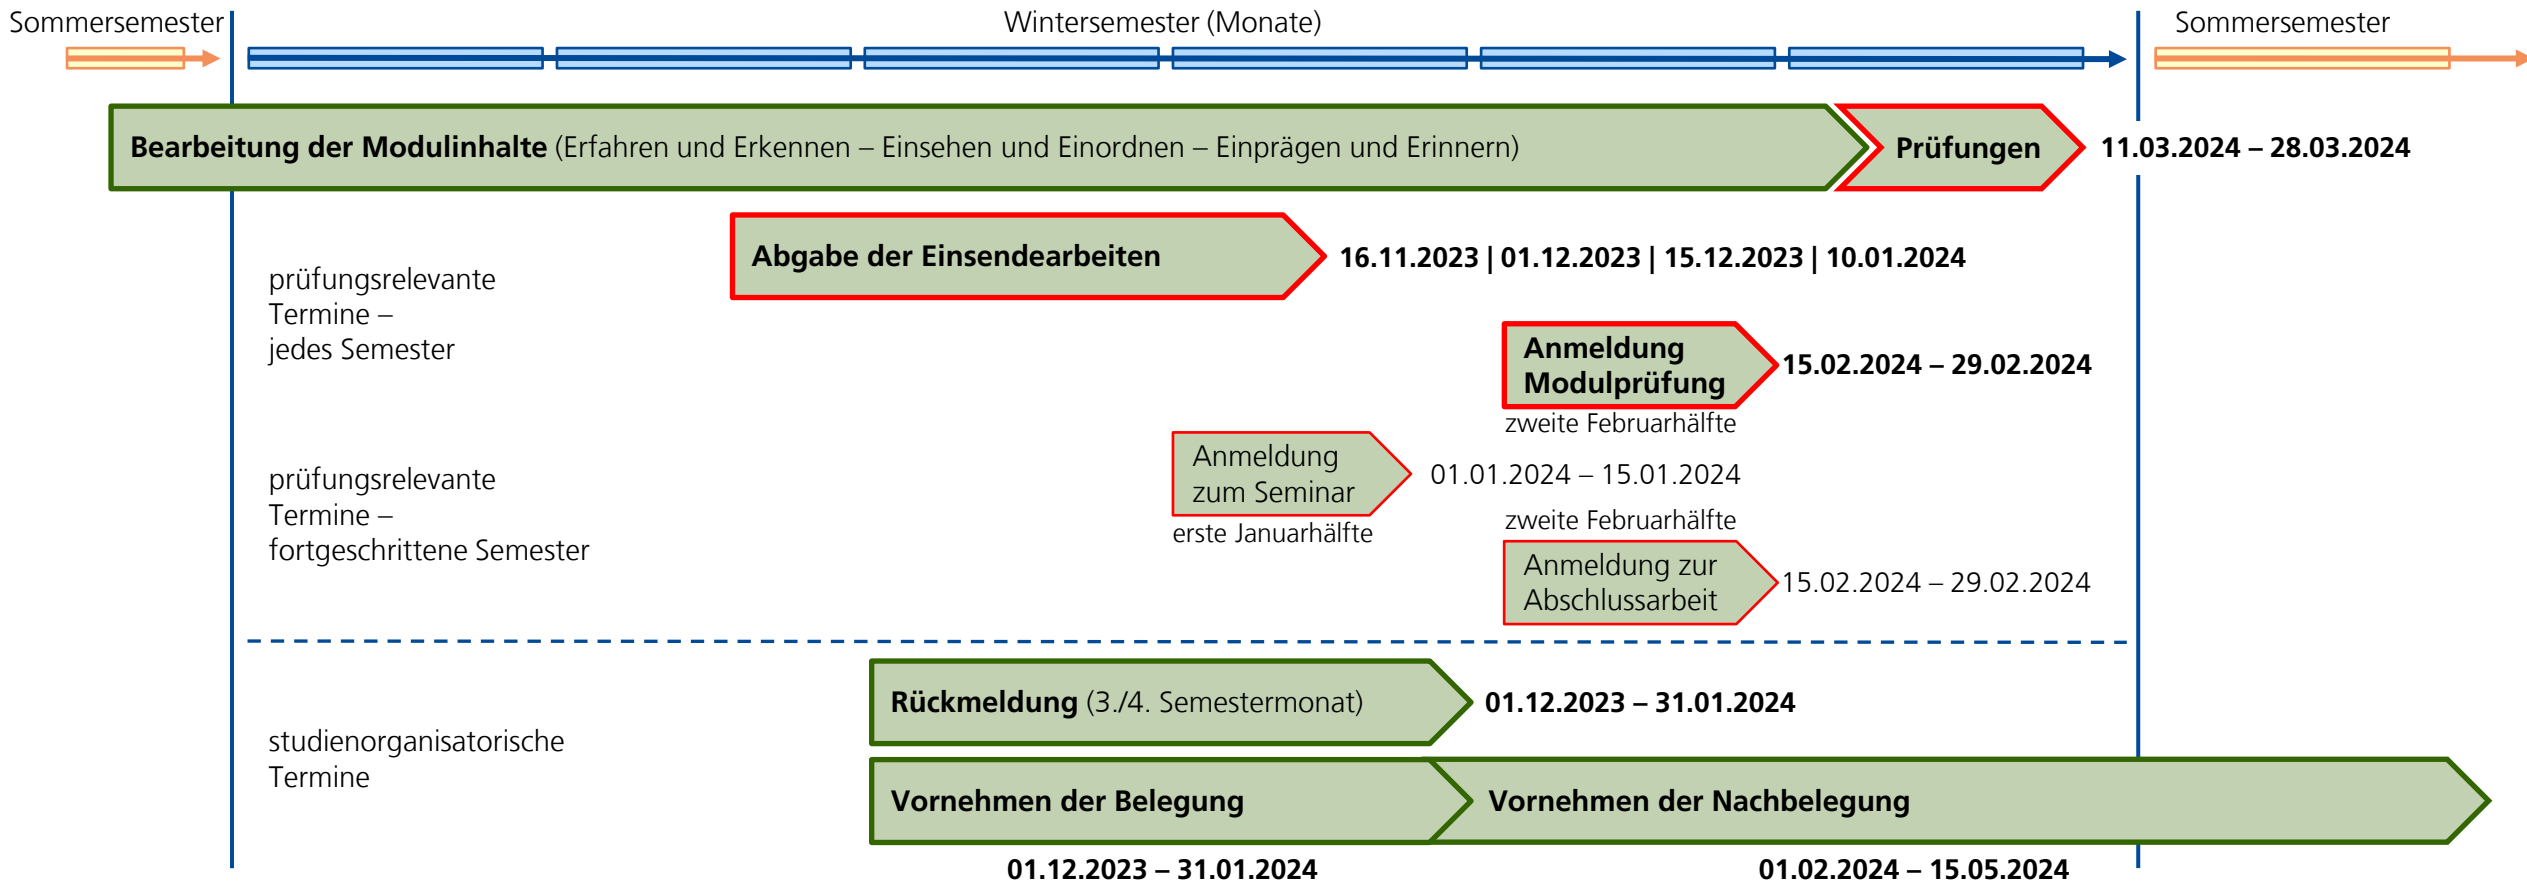 Sommersemester
Wintersemester (Monate)
Sommersemester
Bearbeitung der Modulinhalte (Erfahren und Erkennen – Einsehen und Einordnen – Einprägen und Erinnern)
Prüfungen
11.03.2024 – 28.03.2024
prüfungsrelevante
Termine –
jedes Semester
Abgabe der Einsendearbeiten
16.11.2023 | 01.12.2023 | 15.12.2023 | 10.01.2024
Anmeldung
Modulprüfung
15.02.2024 – 29.02.2024
zweite Februarhälfte
prüfungsrelevante
Termine –
fortgeschrittene Semester
Anmeldung
zum Seminar
01.01.2024 – 15.01.2024
erste Januarhälfte
zweite Februarhälfte
Anmeldung zur
Abschlussarbeit
15.02.2024 – 29.02.2024
studienorganisatorische
Termine
Rückmeldung (3./4. Semestermonat)
01.12.2023 – 31.01.2024
Vornehmen der Belegung
Vornehmen der Nachbelegung
01.12.2023 – 31.01.2024
01.02.2024 – 15.05.2024